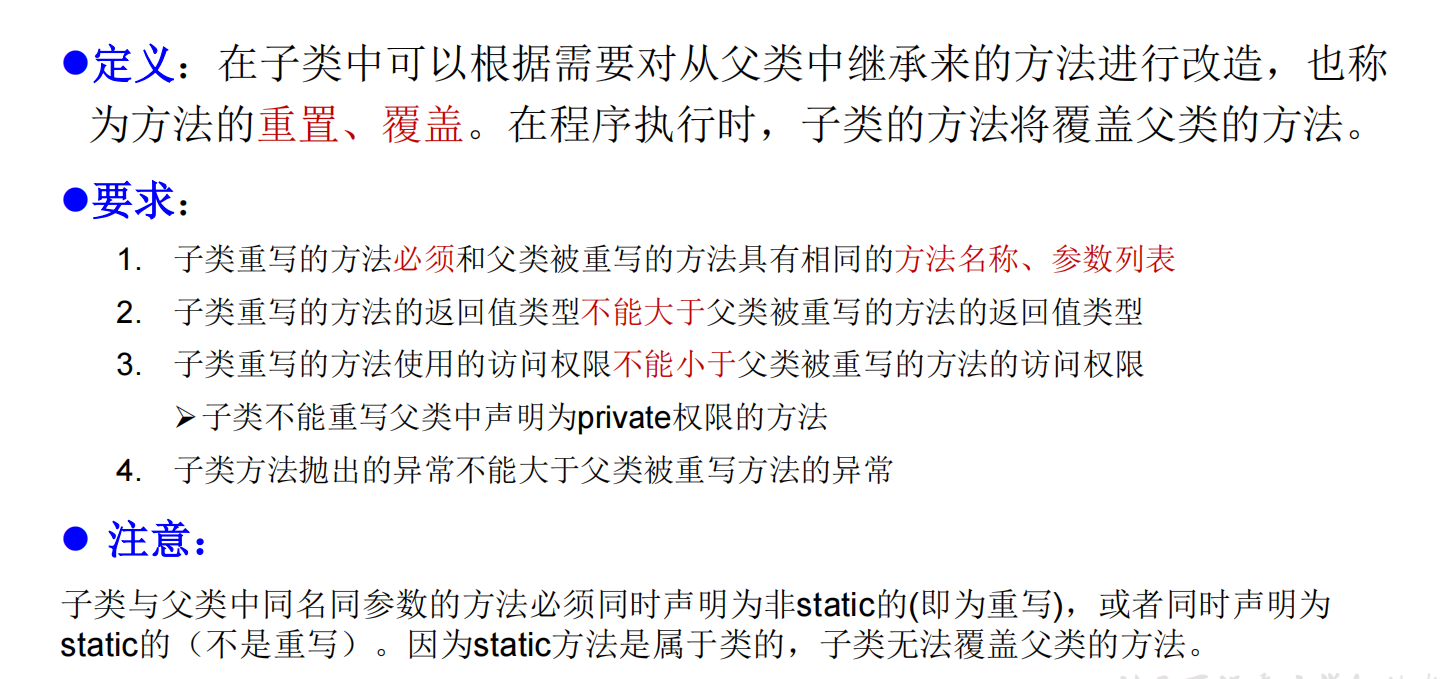 ●定义：在子类中可以根据需要对从父类中继承来的方法进行改造，也称
为方法的重置、覆盖。在程序执行时，子类的方法将覆盖父类的方法。
●要求：
1. 子类重写的方法必须和父类被重写的方法具有相同的方法名称、参数列表
2. 子类重写的方法的返回值类型不能大于父类被重写的方法的返回值类型
3. 子类重写的方法使用的访问权限不能小于父类被重写的方法的访问权限
➢子类不能重写父类中声明为private权限的方法
4. 子类方法抛出的异常不能大于父类被重写方法的异常
● 注意：
子类与父类中同名同参数的方法必须同时声明为非static的(即为重写)，或者同时声明为
static的（不是重写）。因为static方法是属于类的，子类无法覆盖父类的方法。